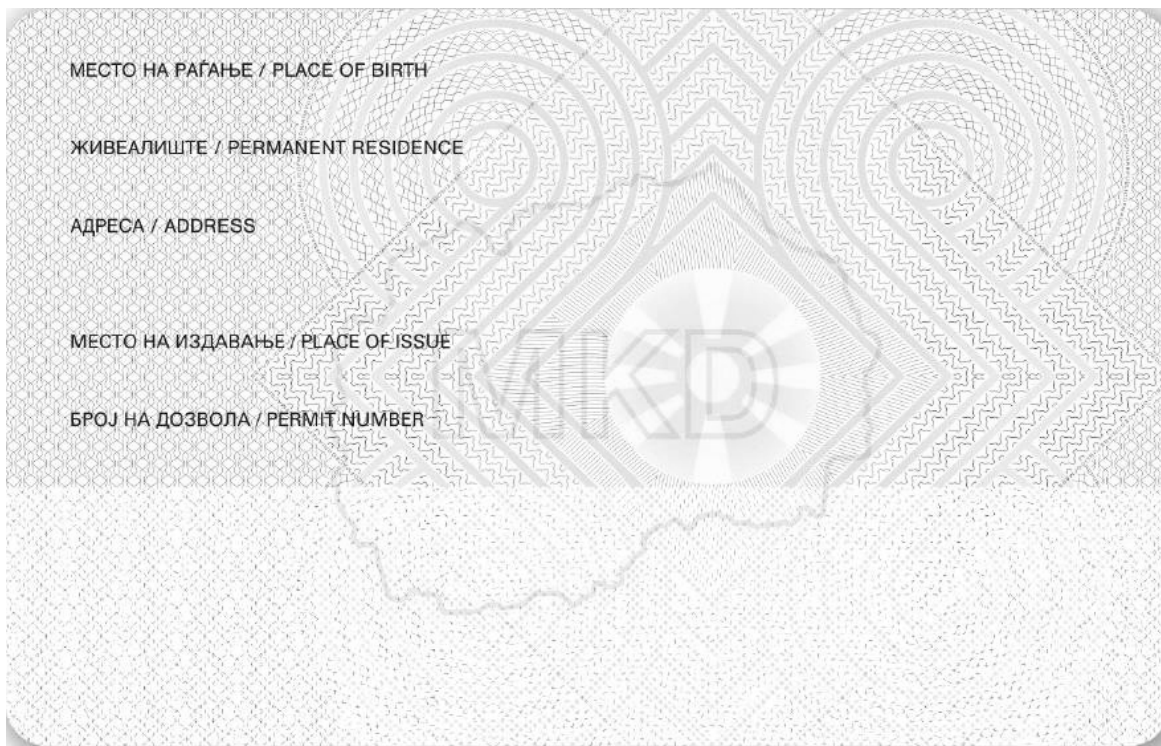 МЕСТО НА РАЃАЊЕ / PLACE OF BIRTH
ЖИВЕАЛИШТЕ / PERMANENT RESIDENCE
АДРЕСА / ADDRESS
МЕСТО НА ИЗДАВАЊЕ / PLACE OF ISSUE
MKD
БРОЈ НА ДОЗВОЛА / PERMIT NUMBER